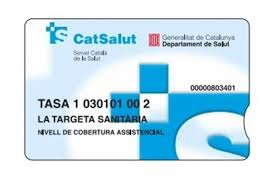 CatSalut
Servei Català
de la Salut
Generalitat de Catalunya
Departament de Salut
00000803401
TASA 1 030101 00 2
LA TARGETA SANITÀRIA
NIVELL DE COBERTURA ASSISTENCIAL